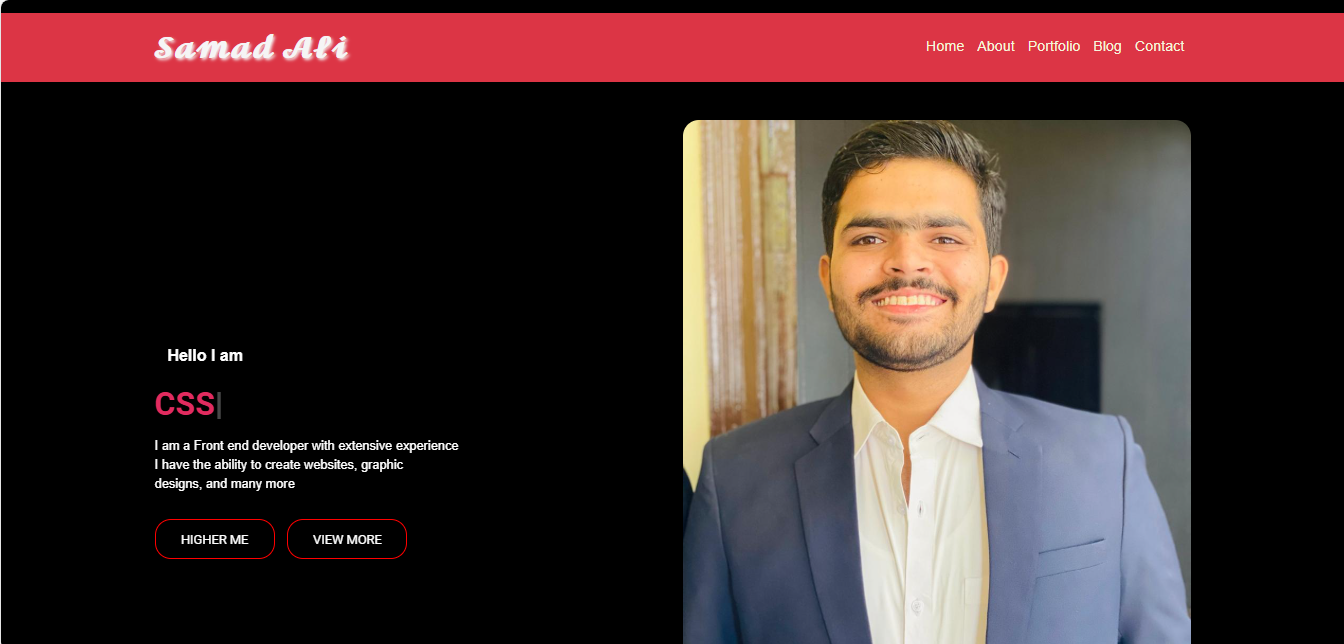 Samad Ali
Home About Portfolio Blog Contact
Hello I am
CSS|
I am a Front end developer with extensive experience
I have the ability to create websites, graphic
designs, and many more
HIGHER ME VIEW MORE